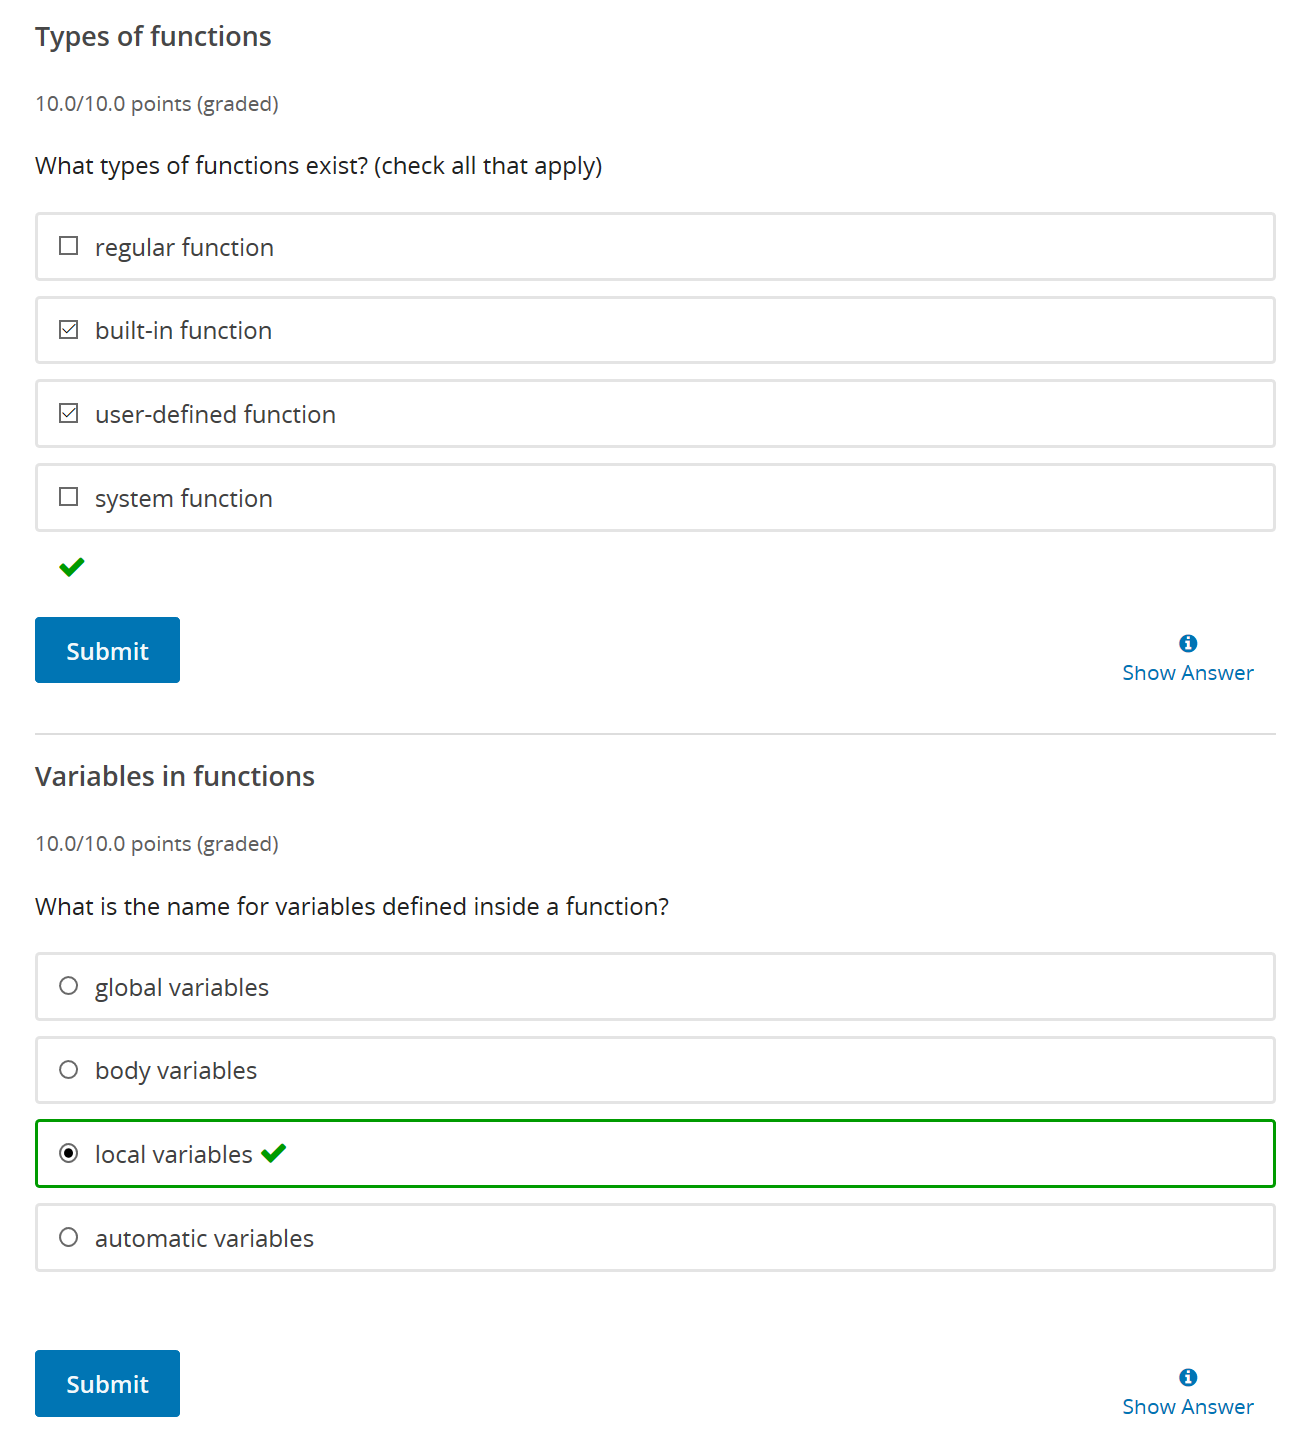 Types of functions
10.0/10.0 points (graded)
What types of functions exist? (check all that apply)
regular function
built-in function
user-defined function
system function
Submit
Show Answer
Variables in functions
10.0/10.0 points (graded)
What is the name for variables defined inside a function?
global variables
body variables
local variables
automatic variables
Submit
Show Answer